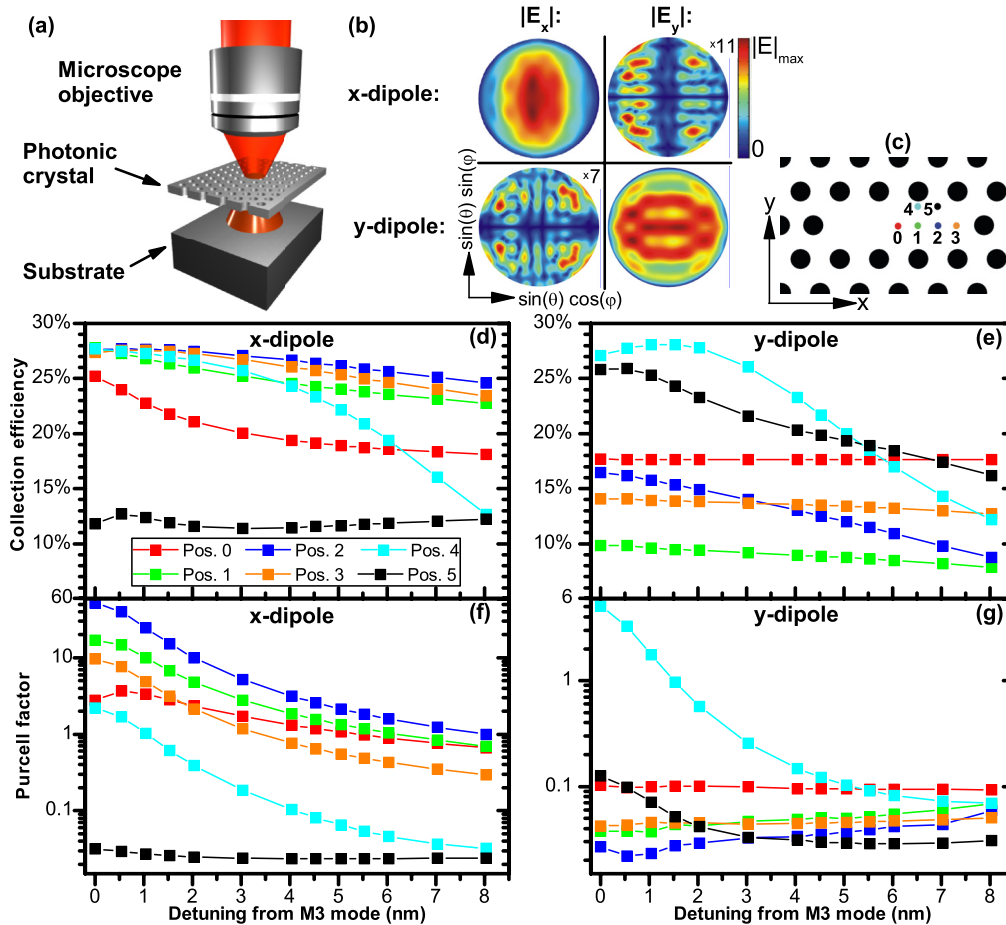 (a)
Microscope
objective
Photonic
crystal
Substrate
(b)
|Eₓ|:
|E_y|:
x-dipole:
x11
|E|max
0
y-dipole:
x7
sin(θ) sin(φ)
sin(θ) cos(φ)
(c)
y
x
4 5
0 1 2 3
x-dipole
(d)
Collection efficiency
30%
25%
20%
15%
10%
Pos. 0
Pos. 2
Pos. 4
Pos. 1
Pos. 3
Pos. 5
y-dipole
(e)
30%
25%
20%
15%
10%
x-dipole
(f)
Purcell factor
60
10
1
0.1
0 1 2 3 4 5 6 7 8
Detuning from M3 mode (nm)
y-dipole
(g)
6
1
0.1
0 1 2 3 4 5 6 7 8
Detuning from M3 mode (nm)